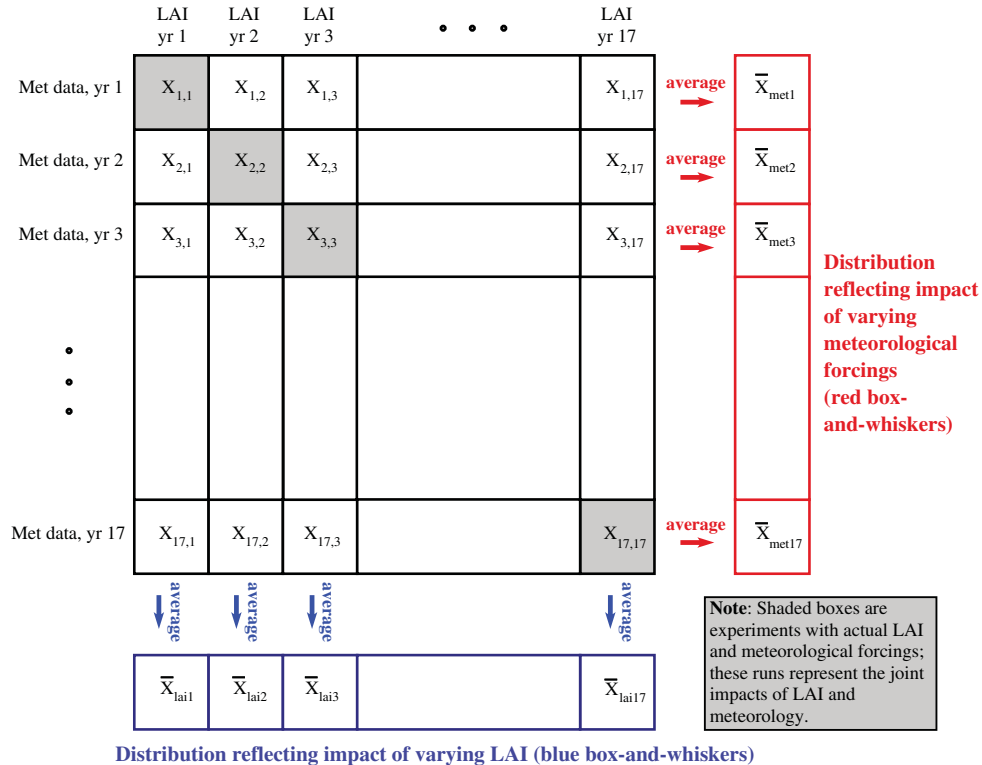 LAI LAI LAI LAI
yr 1 yr 2 yr 3 yr 17
Met data, yr 1 X1,1 X1,2 X1,3 X1,17 average X̅met1
Met data, yr 2 X2,1 X2,2 X2,3 X2,17 average X̅met2
Met data, yr 3 X3,1 X3,2 X3,3 X3,17 average X̅met3
Distribution
reflecting impact
of varying
meteorological
forcings
(red box-
and-whiskers)
Met data, yr 17 X17,1 X17,2 X17,3 X17,17 average X̅met17
average average average average
X̅lai1 X̅lai2 X̅lai3 X̅lai17
Note: Shaded boxes are
experiments with actual LAI
and meteorological forcings;
these runs represent the joint
impacts of LAI and
meteorology.
Distribution reflecting impact of varying LAI (blue box-and-whiskers)